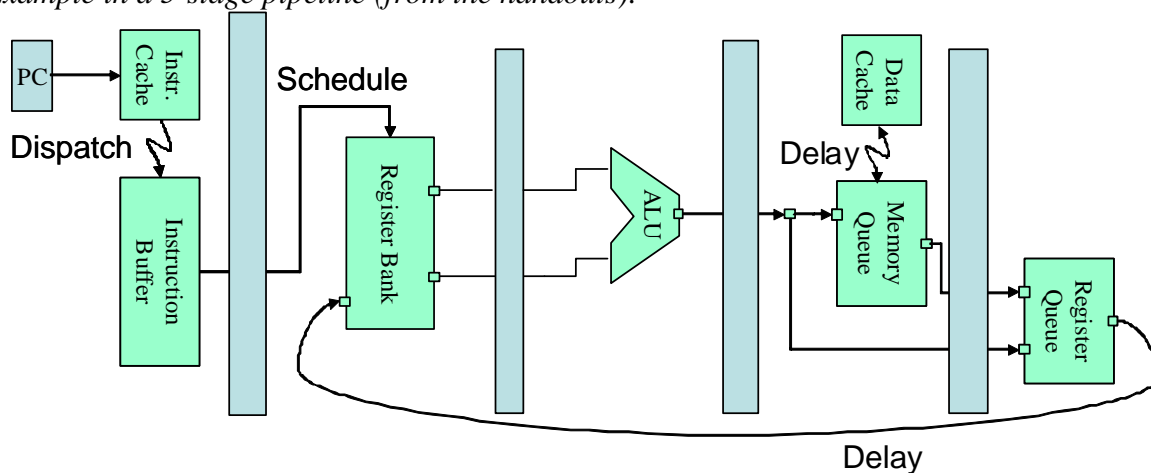 example in a 5-stage pipeline (from the handouts).
PC
Instr.
Cache
Dispatch
Instruction
Buffer
Schedule
Register Bank
ALU
Data
Cache
Delay
Memory
Queue
Register
Queue
Delay